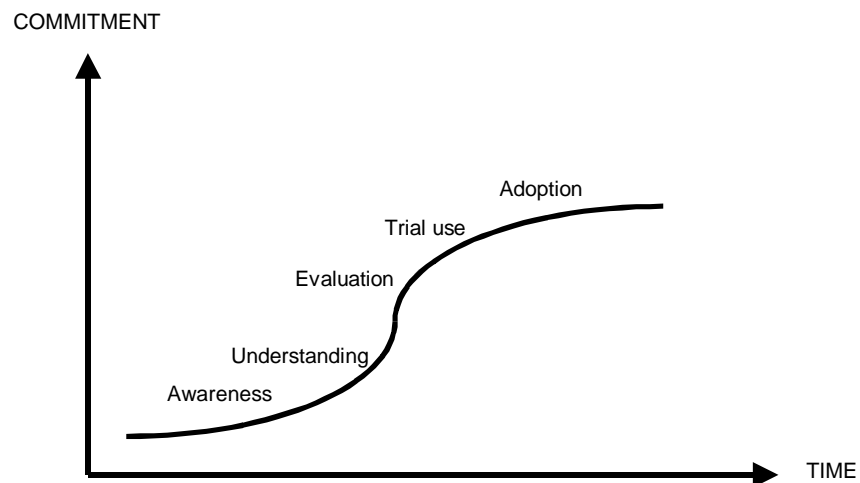 COMMITMENT
Adoption
Trial use
Evaluation
Understanding
Awareness
TIME